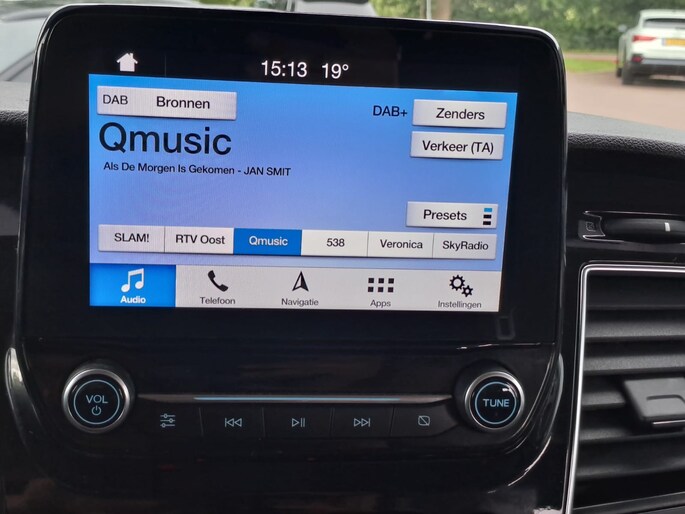 15:13 19°
DAB Bronnen
DAB+ Zenders
Qmusic
Verkeer (TA)
Als De Morgen Is Gekomen - JAN SMIT
Presets
SLAM! RTV Oost Qmusic 538 Veronica SkyRadio
Audio Telefoon Navigatie Apps Instellingen
VOL
TUNE